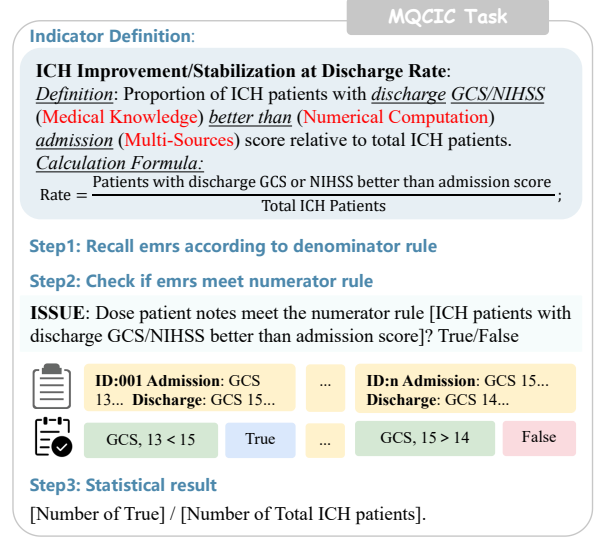 MQCIC Task
Indicator Definition:
ICH Improvement/Stabilization at Discharge Rate:
Definition: Proportion of ICH patients with discharge GCS/NIHSS
(Medical Knowledge) better than (Numerical Computation)
admission (Multi-Sources) score relative to total ICH patients.
Calculation Formula:
Rate = Patients with discharge GCS or NIHSS better than admission score / Total ICH Patients ;
Step1: Recall emrs according to denominator rule
Step2: Check if emrs meet numerator rule
ISSUE: Dose patient notes meet the numerator rule [ICH patients with
discharge GCS/NIHSS better than admission score]? True/False
ID:001 Admission: GCS
13... Discharge: GCS 15...
...
ID:n Admission: GCS 15...
Discharge: GCS 14...
GCS, 13 < 15
True
...
GCS, 15 > 14
False
Step3: Statistical result
[Number of True] / [Number of Total ICH patients].